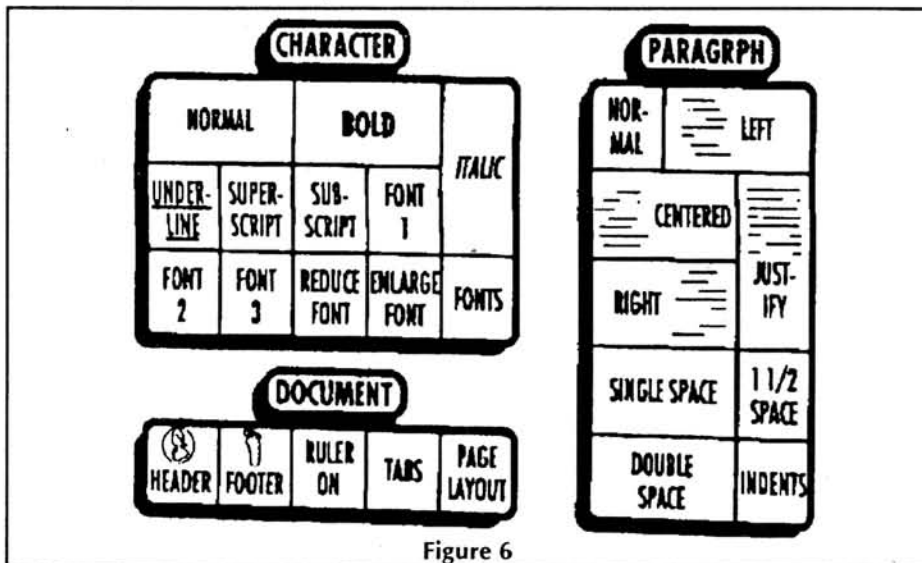 CHARACTER
NORMAL
BOLD
ITALIC
UNDER-
LINE
SUPER-
SCRIPT
SUB-
SCRIPT
FONT
1
FONT
2
FONT
3
REDUCE
FONT
ENLARGE
FONT
FONTS
DOCUMENT
HEADER
FOOTER
RULER
ON
TABS
PAGE
LAYOUT
PARAGRPH
NOR-
MAL
LEFT
CENTERED
JUST-
IFY
RIGHT
SINGLE SPACE
1 1/2
SPACE
DOUBLE
SPACE
INDENTS
Figure 6